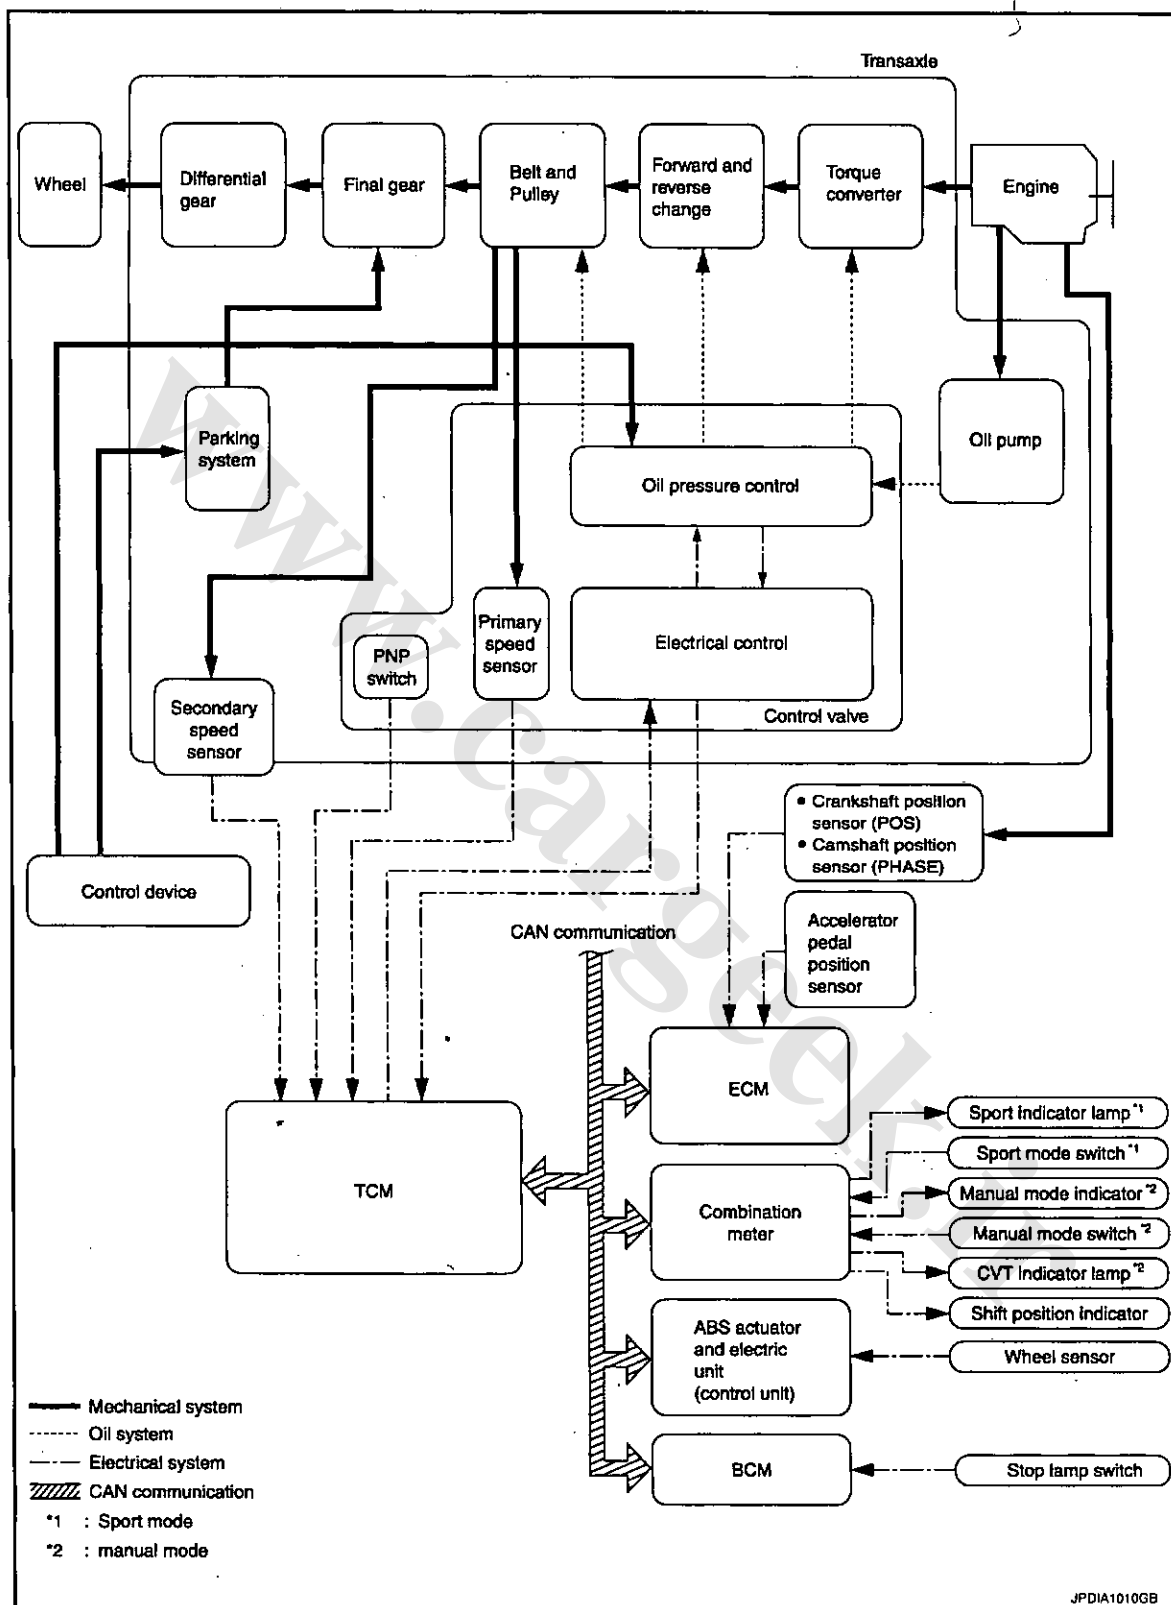 Transaxle
Wheel
Differential
gear
Final gear
Belt and
Pulley
Forward and
reverse
change
Torque
converter
Engine
Parking
system
Oil pump
Oil pressure control
Primary
speed
sensor
Electrical control
PNP
switch
Control valve
Secondary
speed
sensor
• Crankshaft position
sensor (POS)
• Camshaft position
sensor (PHASE)
Control device
Accelerator
pedal
position
sensor
CAN communication
ECM
TCM
Combination
meter
Sport indicator lamp*1
Sport mode switch*1
Manual mode indicator*2
Manual mode switch*2
CVT indicator lamp*2
Shift position indicator
ABS actuator
and electric
unit
(control unit)
Wheel sensor
BCM
Stop lamp switch
Mechanical system
Oil system
Electrical system
CAN communication
*1 : Sport mode
*2 : manual mode
JPDIA1010GB
www.cargeek.ir